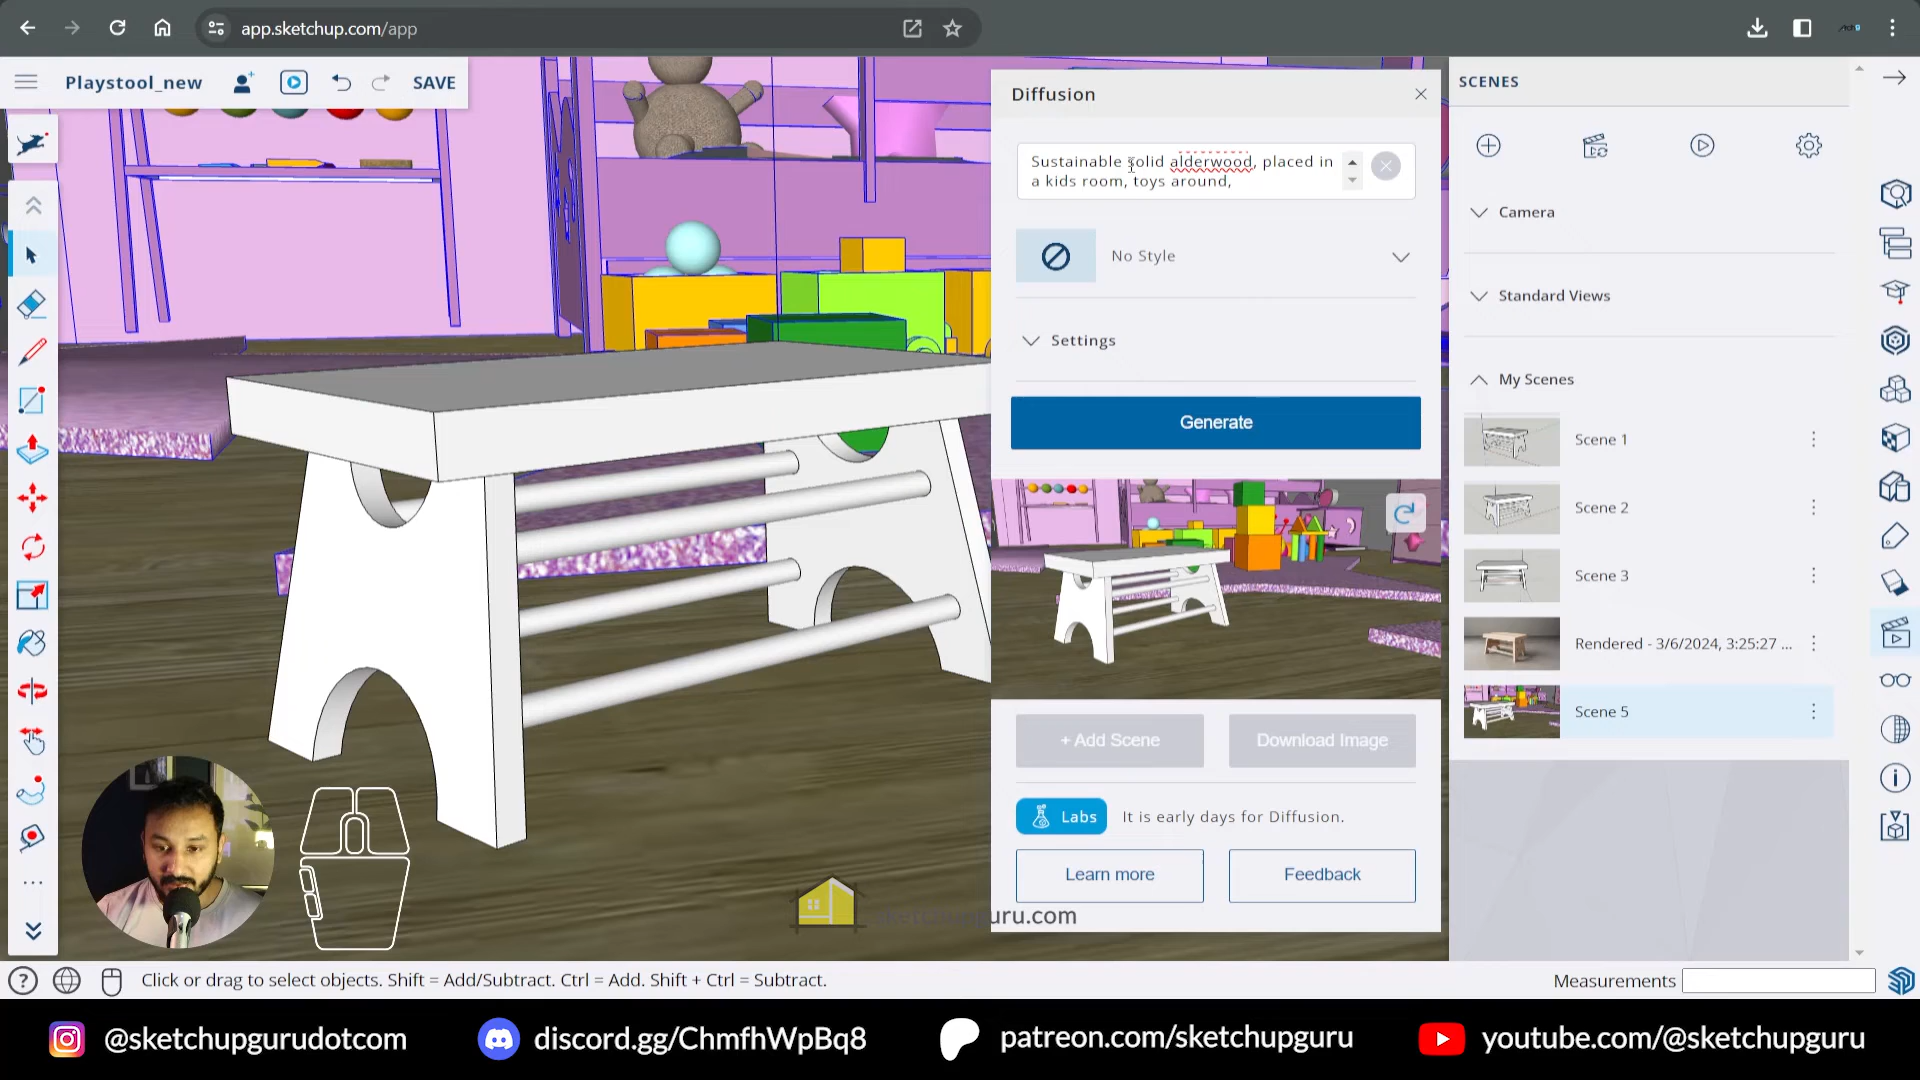 app.sketchup.com/app
Playstool_new
SAVE
Diffusion
Sustainable solid alderwood, placed in
a kids room, toys around,
No Style
Settings
Generate
+ Add Scene
Download Image
Labs
It is early days for Diffusion.
Learn more
Feedback
SCENES
Camera
Standard Views
My Scenes
Scene 1
Scene 2
Scene 3
Rendered - 3/6/2024, 3:25:27 ...
Scene 5
sketchupguru.com
Click or drag to select objects. Shift = Add/Subtract. Ctrl = Add. Shift + Ctrl = Subtract.
Measurements
@sketchupgurudotcom
discord.gg/ChmfhWpBq8
patreon.com/sketchupguru
youtube.com/@sketchupguru